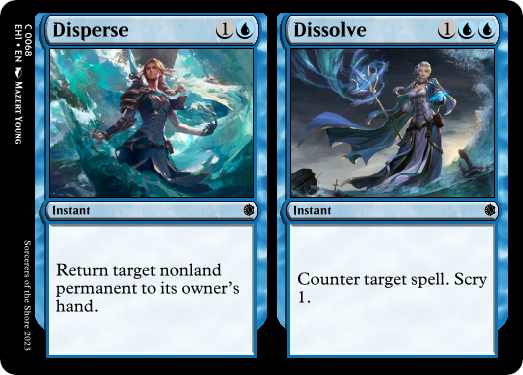 Disperse 1
Instant
Return target nonland
permanent to its owner's
hand.
Dissolve 1
Instant
Counter target spell. Scry
1.
C 0068
EH1 • EN Mazert Young
Sorcerers of the Shore 2023